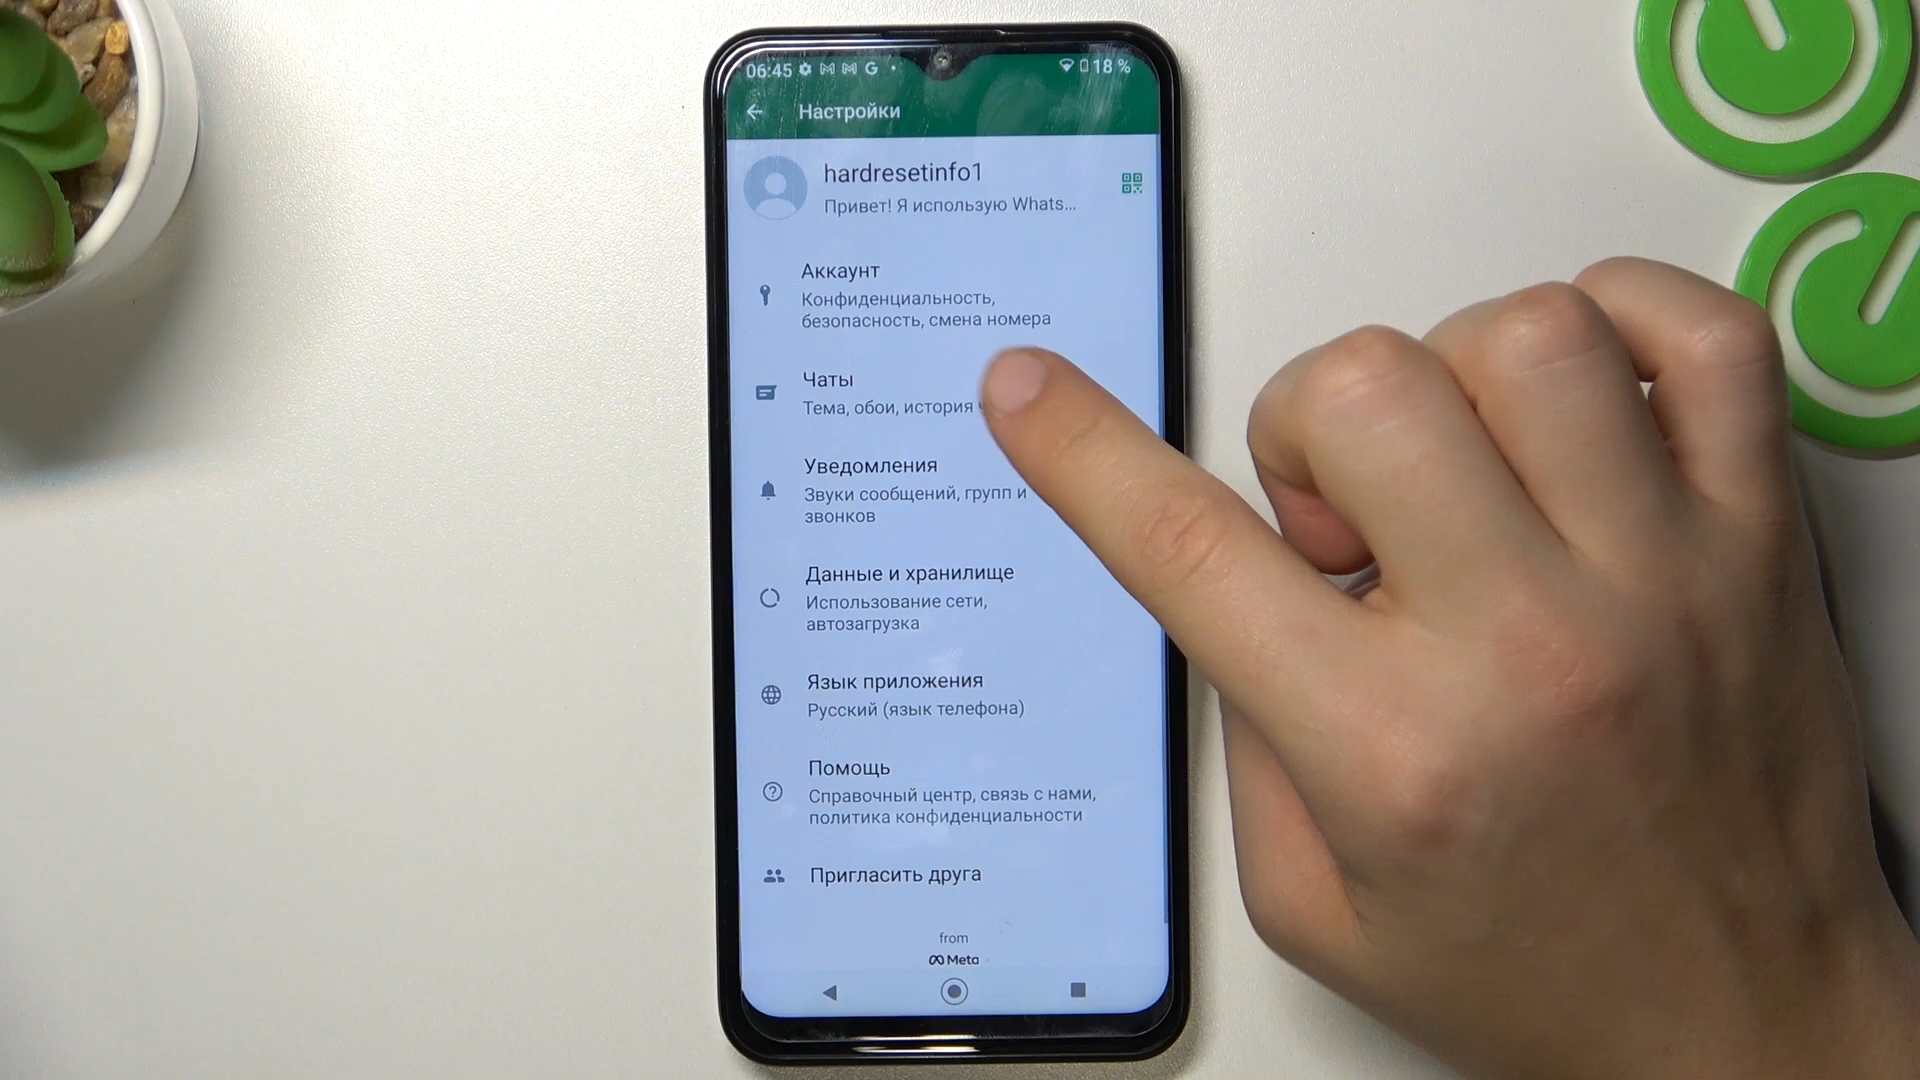 06:45 G 18 %
Настройки
hardresetinfo1
Привет! Я использую Whats...
Аккаунт
Конфиденциальность,
безопасность, смена номера
Чаты
Тема, обои, история
Уведомления
Звуки сообщений, групп и
звонков
Данные и хранилище
Использование сети,
автозагрузка
Язык приложения
Русский (язык телефона)
Помощь
Справочный центр, связь с нами,
политика конфиденциальности
Пригласить друга
from
Meta